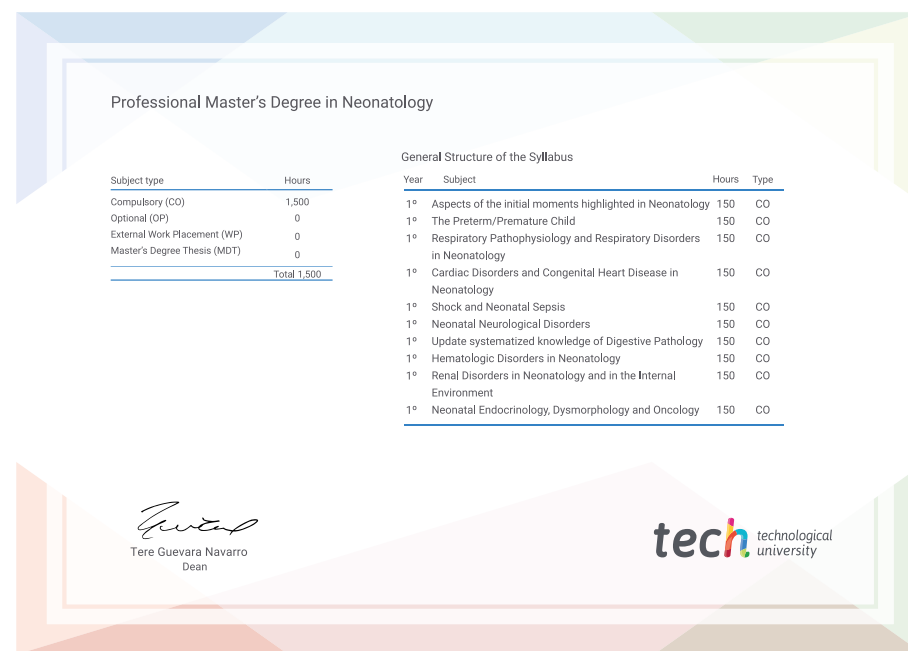 Professional Master's Degree in Neonatology
Subject type Hours
Compulsory (CO) 1,500
Optional (OP) 0
External Work Placement (WP) 0
Master's Degree Thesis (MDT) 0
Total 1,500
General Structure of the Syllabus
Year Subject Hours Type
1º Aspects of the initial moments highlighted in Neonatology 150 CO
1º The Preterm/Premature Child 150 CO
1º Respiratory Pathophysiology and Respiratory Disorders 150 CO
in Neonatology
1º Cardiac Disorders and Congenital Heart Disease in 150 CO
Neonatology
1º Shock and Neonatal Sepsis 150 CO
1º Neonatal Neurological Disorders 150 CO
1º Update systematized knowledge of Digestive Pathology 150 CO
1º Hematologic Disorders in Neonatology 150 CO
1º Renal Disorders in Neonatology and in the Internal 150 CO
Environment
1º Neonatal Endocrinology, Dysmorphology and Oncology 150 CO
Tere Guevara Navarro
Dean
tech technological
university